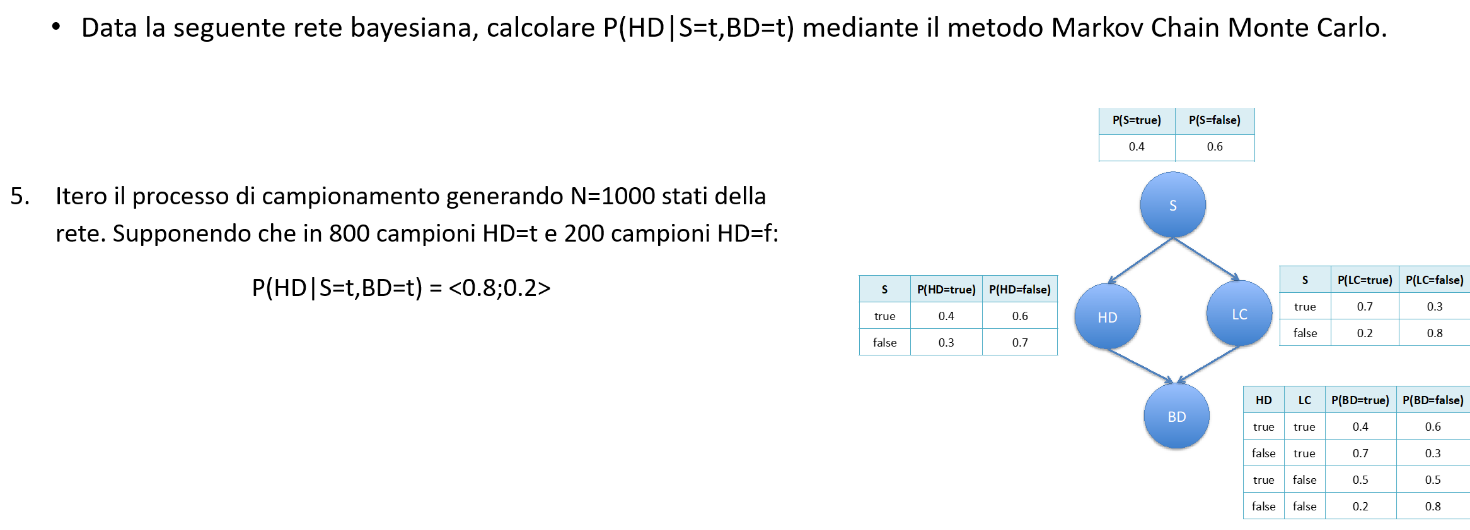 • Data la seguente rete bayesiana, calcolare P(HD|S=t,BD=t) mediante il metodo Markov Chain Monte Carlo.
5. Itero il processo di campionamento generando N=1000 stati della
rete. Supponendo che in 800 campioni HD=t e 200 campioni HD=f:
P(HD|S=t,BD=t) = <0.8;0.2>
P(S=true) P(S=false)
0.4 0.6
S
S P(HD=true) P(HD=false)
true 0.4 0.6
false 0.3 0.7
HD
LC
S P(LC=true) P(LC=false)
true 0.7 0.3
false 0.2 0.8
BD
HD LC P(BD=true) P(BD=false)
true true 0.4 0.6
false true 0.7 0.3
true false 0.5 0.5
false false 0.2 0.8